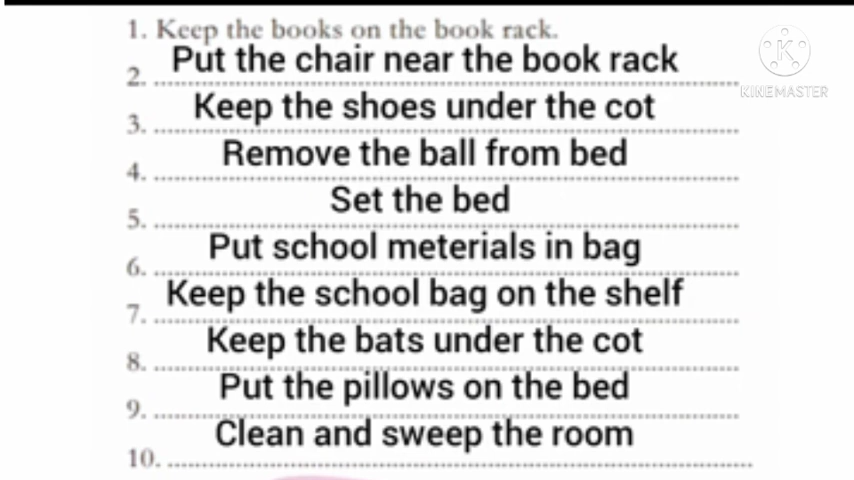 1. Keep the books on the book rack.
2. Put the chair near the book rack
3. Keep the shoes under the cot
4. Remove the ball from bed
5. Set the bed
6. Put school meterials in bag
7. Keep the school bag on the shelf
8. Keep the bats under the cot
9. Put the pillows on the bed
10. Clean and sweep the room
K
KINEMASTER